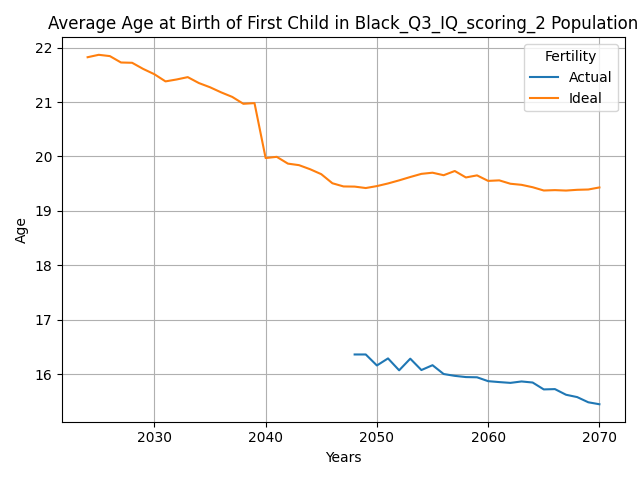 Average Age at Birth of First Child in Black_Q3_IQ_scoring_2 Population
Fertility
Actual
Ideal
22
21
20
19
18
17
16
Age
2030 2040 2050 2060 2070
Years